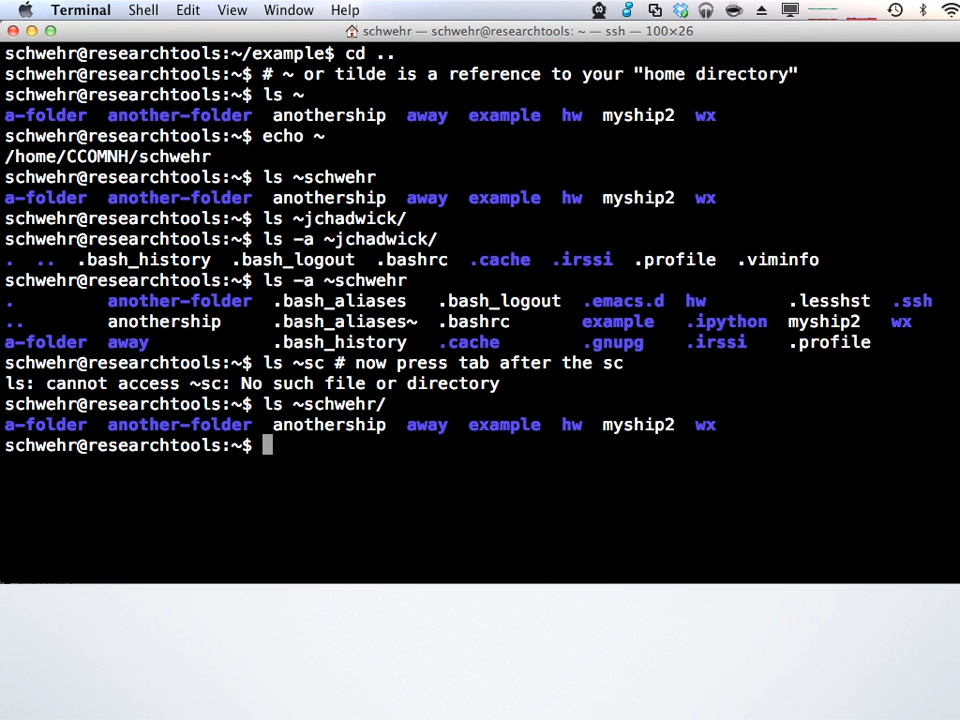 Terminal Shell Edit View Window Help
schwehr — schwehr@researchtools: ~ — ssh — 100×26
schwehr@researchtools:~/example$ cd ..
schwehr@researchtools:~$ # ~ or tilde is a reference to your "home directory"
schwehr@researchtools:~$ ls ~
a-folder another-folder anothership away example hw myship2 wx
schwehr@researchtools:~$ echo ~
/home/CCOMNH/schwehr
schwehr@researchtools:~$ ls ~schwehr
a-folder another-folder anothership away example hw myship2 wx
schwehr@researchtools:~$ ls ~jchadwick/
schwehr@researchtools:~$ ls -a ~jchadwick/
. .. .bash_history .bash_logout .bashrc .cache .irssi .profile .viminfo
schwehr@researchtools:~$ ls -a ~schwehr
. another-folder .bash_aliases .bash_logout .emacs.d hw .lesshst .ssh
.. anothership .bash_aliases~ .bashrc example .ipython myship2 wx
a-folder away .bash_history .cache .gnupg .irssi .profile
schwehr@researchtools:~$ ls ~sc # now press tab after the sc
ls: cannot access ~sc: No such file or directory
schwehr@researchtools:~$ ls ~schwehr/
a-folder another-folder anothership away example hw myship2 wx
schwehr@researchtools:~$